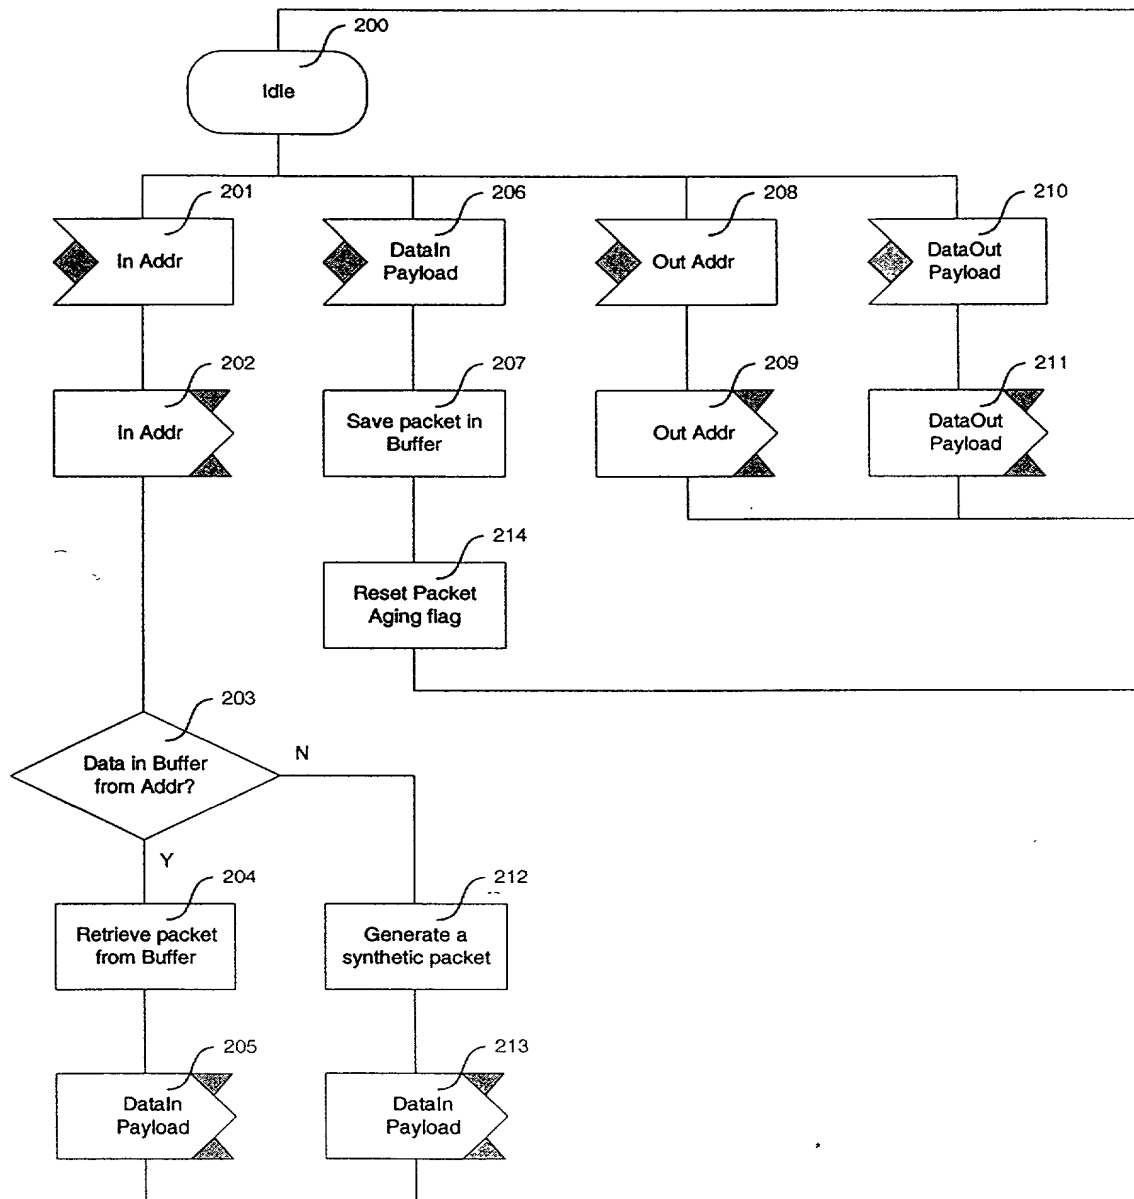 200
Idle
201
206
208
210
In Addr
DataIn
Payload
Out Addr
DataOut
Payload
202
207
209
211
In Addr
Save packet in
Buffer
Out Addr
DataOut
Payload
214
Reset Packet
Aging flag
203
Data in Buffer
from Addr?
N
Y
204
212
Retrieve packet
from Buffer
Generate a
synthetic packet
205
213
DataIn
Payload
DataIn
Payload